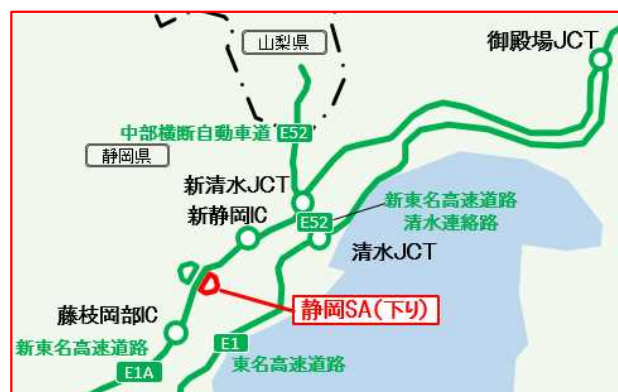 山梨県
御殿場JCT
中部横断自動車道
E52
静岡県
新清水JCT
新静岡IC
E52
新東名高速道路
清水連絡路
清水JCT
静岡SA(下り)
藤枝岡部IC
新東名高速道路
E1
東名高速道路
E1A